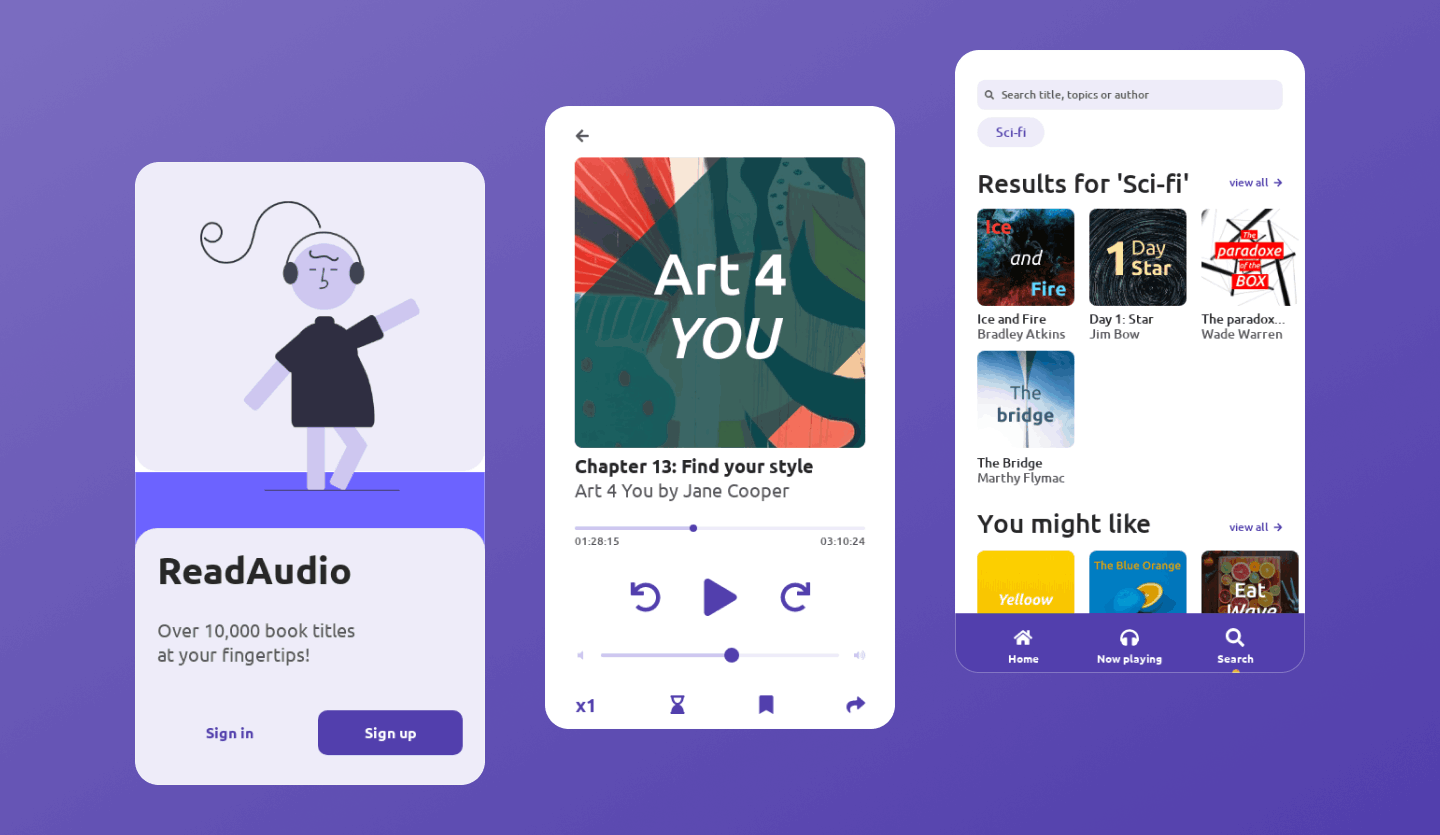 ReadAudio
Over 10,000 book titles
at your fingertips!
Sign in
Sign up
Art 4
YOU
Chapter 13: Find your style
Art 4 You by Jane Cooper
01:28:15
03:10:24
x1
Search title, topics or author
Sci-fi
Results for 'Sci-fi'
view all
Ice
and
Fire
Ice and Fire
Bradley Atkins
1 Day
Star
Day 1: Star
Jim Bow
The
paradoxe
of the
BOX
The paradox...
Wade Warren
The
bridge
The Bridge
Marthy Flymac
You might like
view all
Yelloow
The Blue Orange
Eat
Wave
Home
Now playing
Search